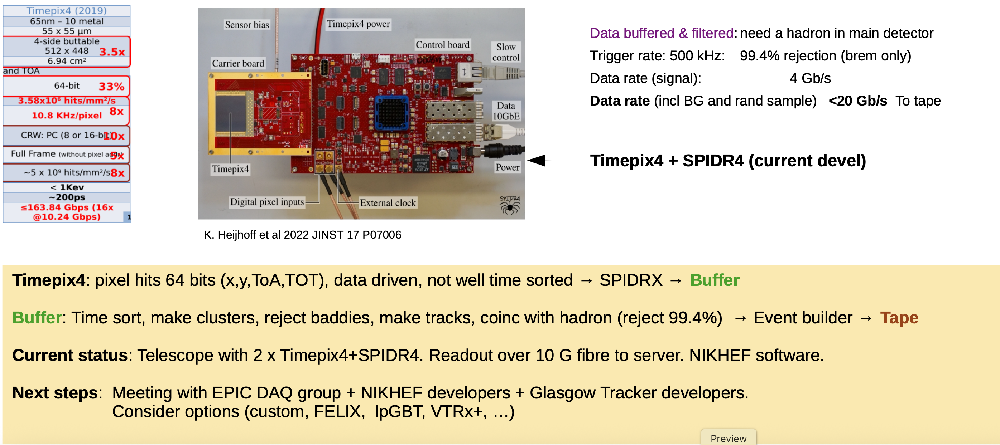 Timepix4 (2019)
65nm – 10 metal
55 x 55 µm
4-side buttable
512 x 448 3.5x
6.94 cm²
and TOA
64-bit 33%
3.58x10⁶ hits/mm²/s
10.8 KHz/pixel 8x
CRW: PC (8 or 16-bit) 10x
Full Frame (without pixel addr) 5x
~5 x 10⁹ hits/mm²/s 8x
< 1Kev
~200ps
≤163.84 Gbps (16x
@10.24 Gbps)
1
Sensor bias
Timepix4 power
Control board
Slow
control
Carrier board
Data
10GbE
Timepix4
Power
Digital pixel inputs
External clock
SPIDR4
K. Heijhoff et al 2022 JINST 17 P07006
Data buffered & filtered: need a hadron in main detector
Trigger rate: 500 kHz: 99.4% rejection (brem only)
Data rate (signal): 4 Gb/s
Data rate (incl BG and rand sample) <20 Gb/s To tape
Timepix4 + SPIDR4 (current devel)
Timepix4: pixel hits 64 bits (x,y,ToA,TOT), data driven, not well time sorted → SPIDRX → Buffer
Buffer: Time sort, make clusters, reject baddies, make tracks, coinc with hadron (reject 99.4%) → Event builder → Tape
Current status: Telescope with 2 x Timepix4+SPIDR4. Readout over 10 G fibre to server. NIKHEF software.
Next steps: Meeting with EPIC DAQ group + NIKHEF developers + Glasgow Tracker developers.
Consider options (custom, FELIX, lpGBT, VTRx+, …)
Preview